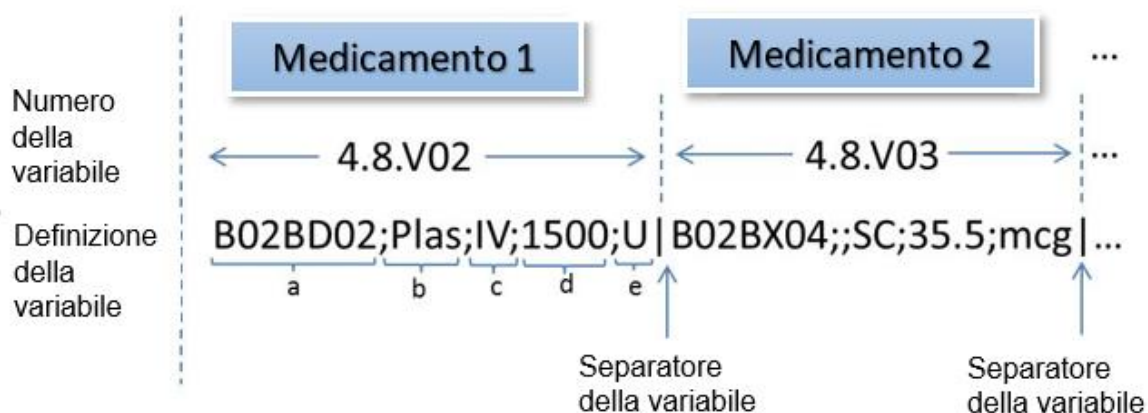 Medicamento 1
Medicamento 2
...
Numero
della
variabile
4.8.V02
4.8.V03
...
Definizione
della
variabile
B02BD02;Plas;IV;1500;U|B02BX04;;SC;35.5;mcg|...
a
b
c
d
e
Separatore
della variabile
Separatore
della variabile